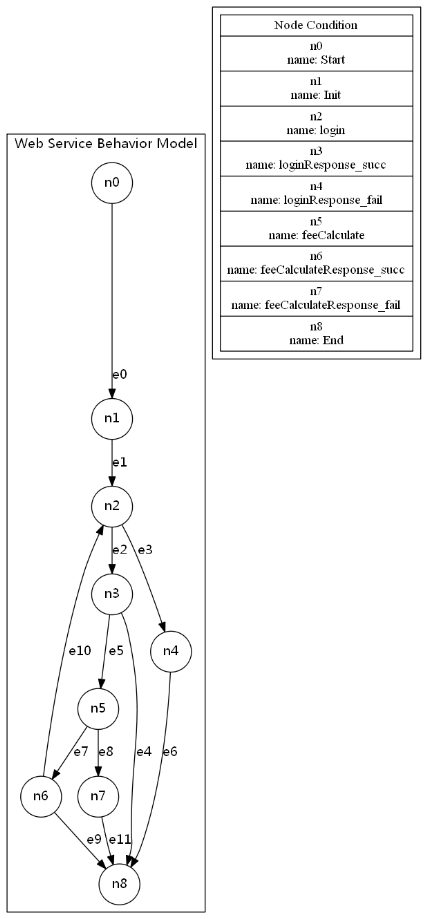 Web Service Behavior Model
n0
e0
n1
e1
n2
e2
e3
n3
n4
e10
e5
n5
e4
e6
e7
e8
n6
n7
e9
e11
n8
Node Condition
n0
name: Start
n1
name: Init
n2
name: login
n3
name: loginResponse_succ
n4
name: loginResponse_fail
n5
name: feeCalculate
n6
name: feeCalculateResponse_succ
n7
name: feeCalculateResponse_fail
n8
name: End